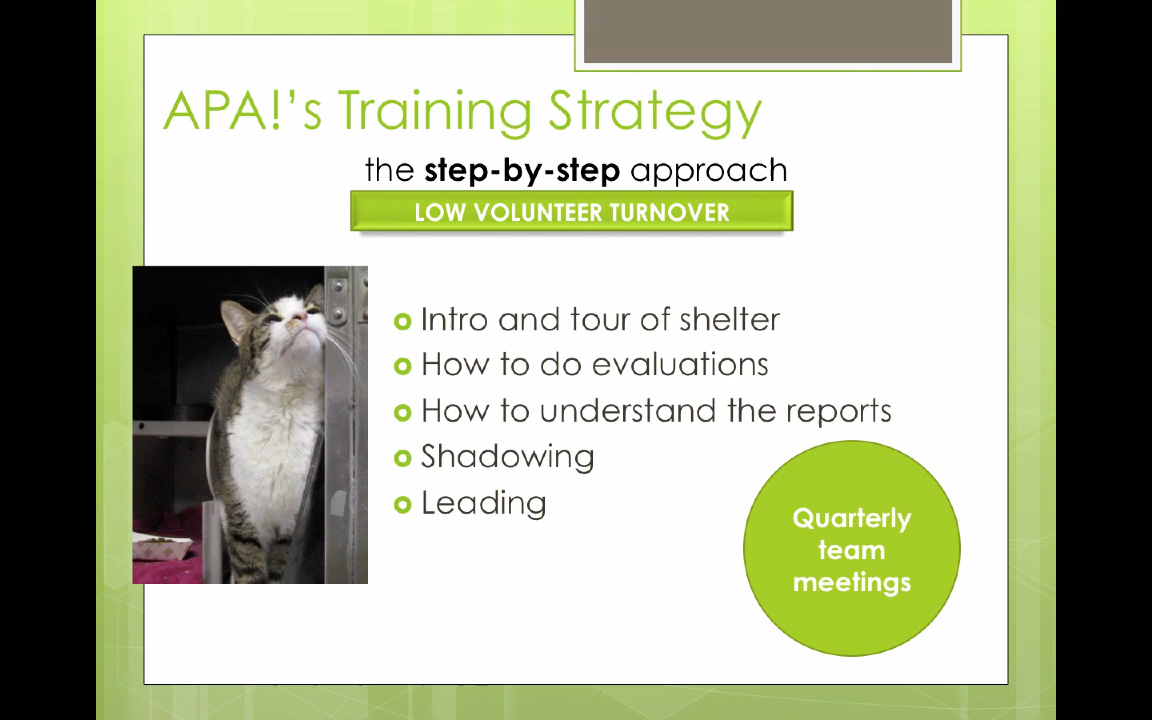 APA!’s Training Strategy
the step-by-step approach
LOW VOLUNTEER TURNOVER
Intro and tour of shelter
How to do evaluations
How to understand the reports
Shadowing
Leading
Quarterly
team
meetings